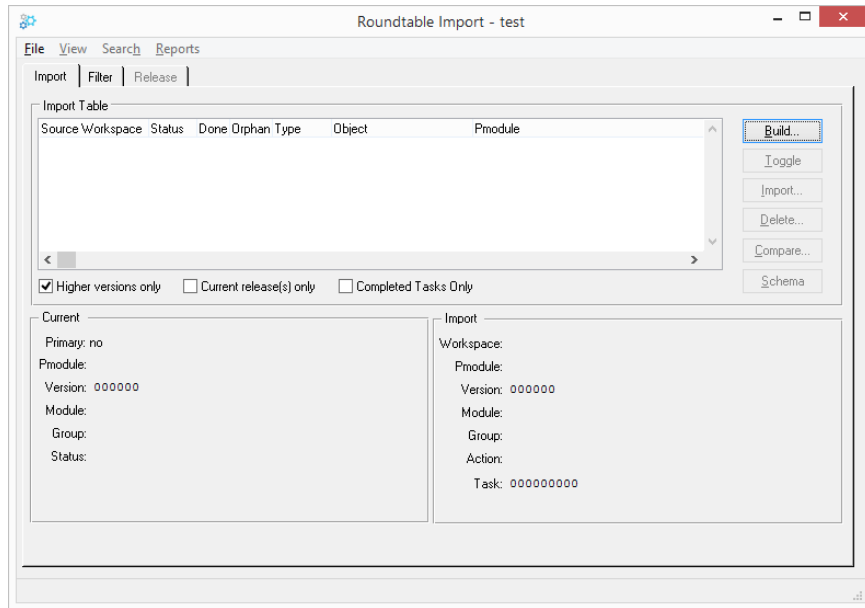 Roundtable Import - test
File View Search Reports
Import Filter Release
Import Table
Source Workspace Status Done Orphan Type Object Pmodule
Build...
Toggle
Import...
Delete...
Compare...
Schema
Higher versions only Current release(s) only Completed Tasks Only
Current
Primary: no
Pmodule:
Version: 000000
Module:
Group:
Status:
Import
Workspace:
Pmodule:
Version: 000000
Module:
Group:
Action:
Task: 000000000